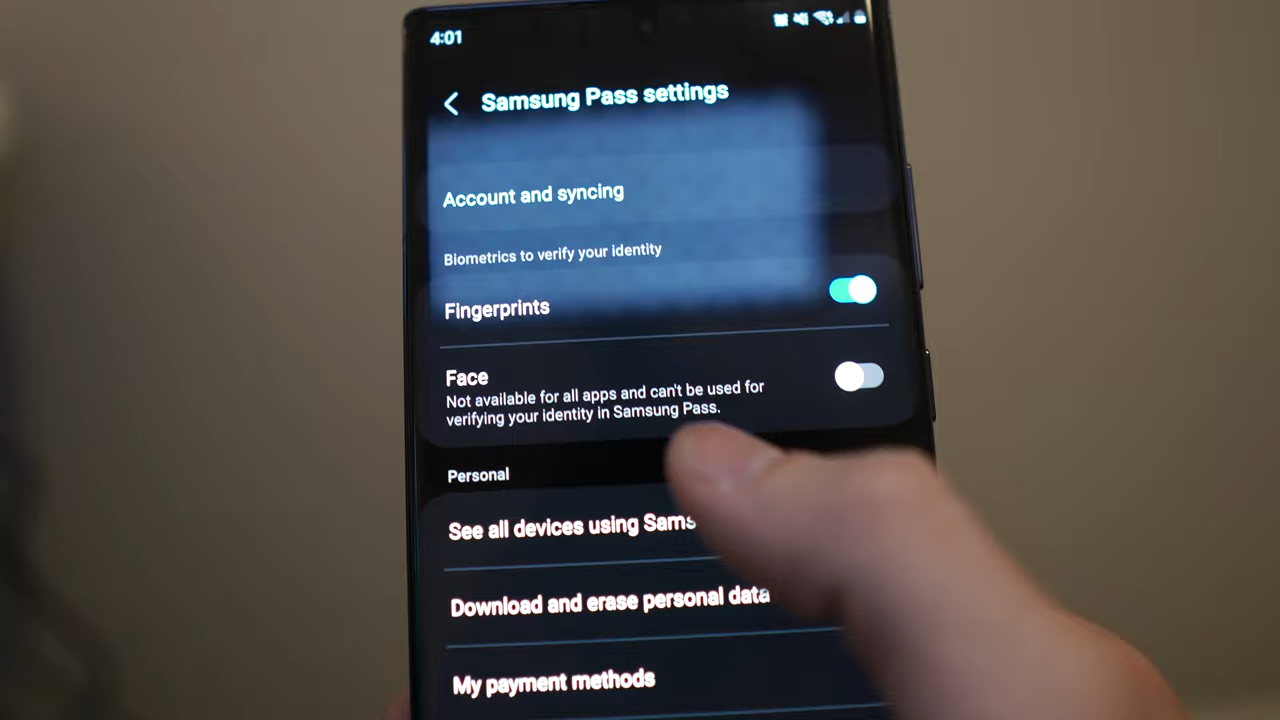 4:01
Samsung Pass settings
Account and syncing
Biometrics to verify your identity
Fingerprints
Face
Not available for all apps and can't be used for
verifying your identity in Samsung Pass.
Personal
See all devices using Sams
Download and erase personal data
My payment methods